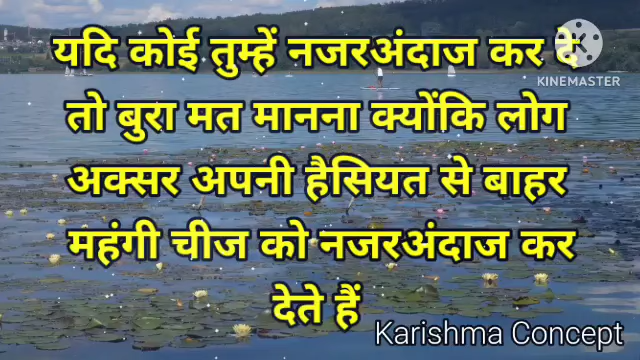 यदि कोई तुम्हें नजरअंदाज कर दे
KINEMASTER
तो बुरा मत मानना क्योंकि लोग
अक्सर अपनी हैसियत से बाहर
महंगी चीज को नजरअंदाज कर
देते हैं
Karishma Concept